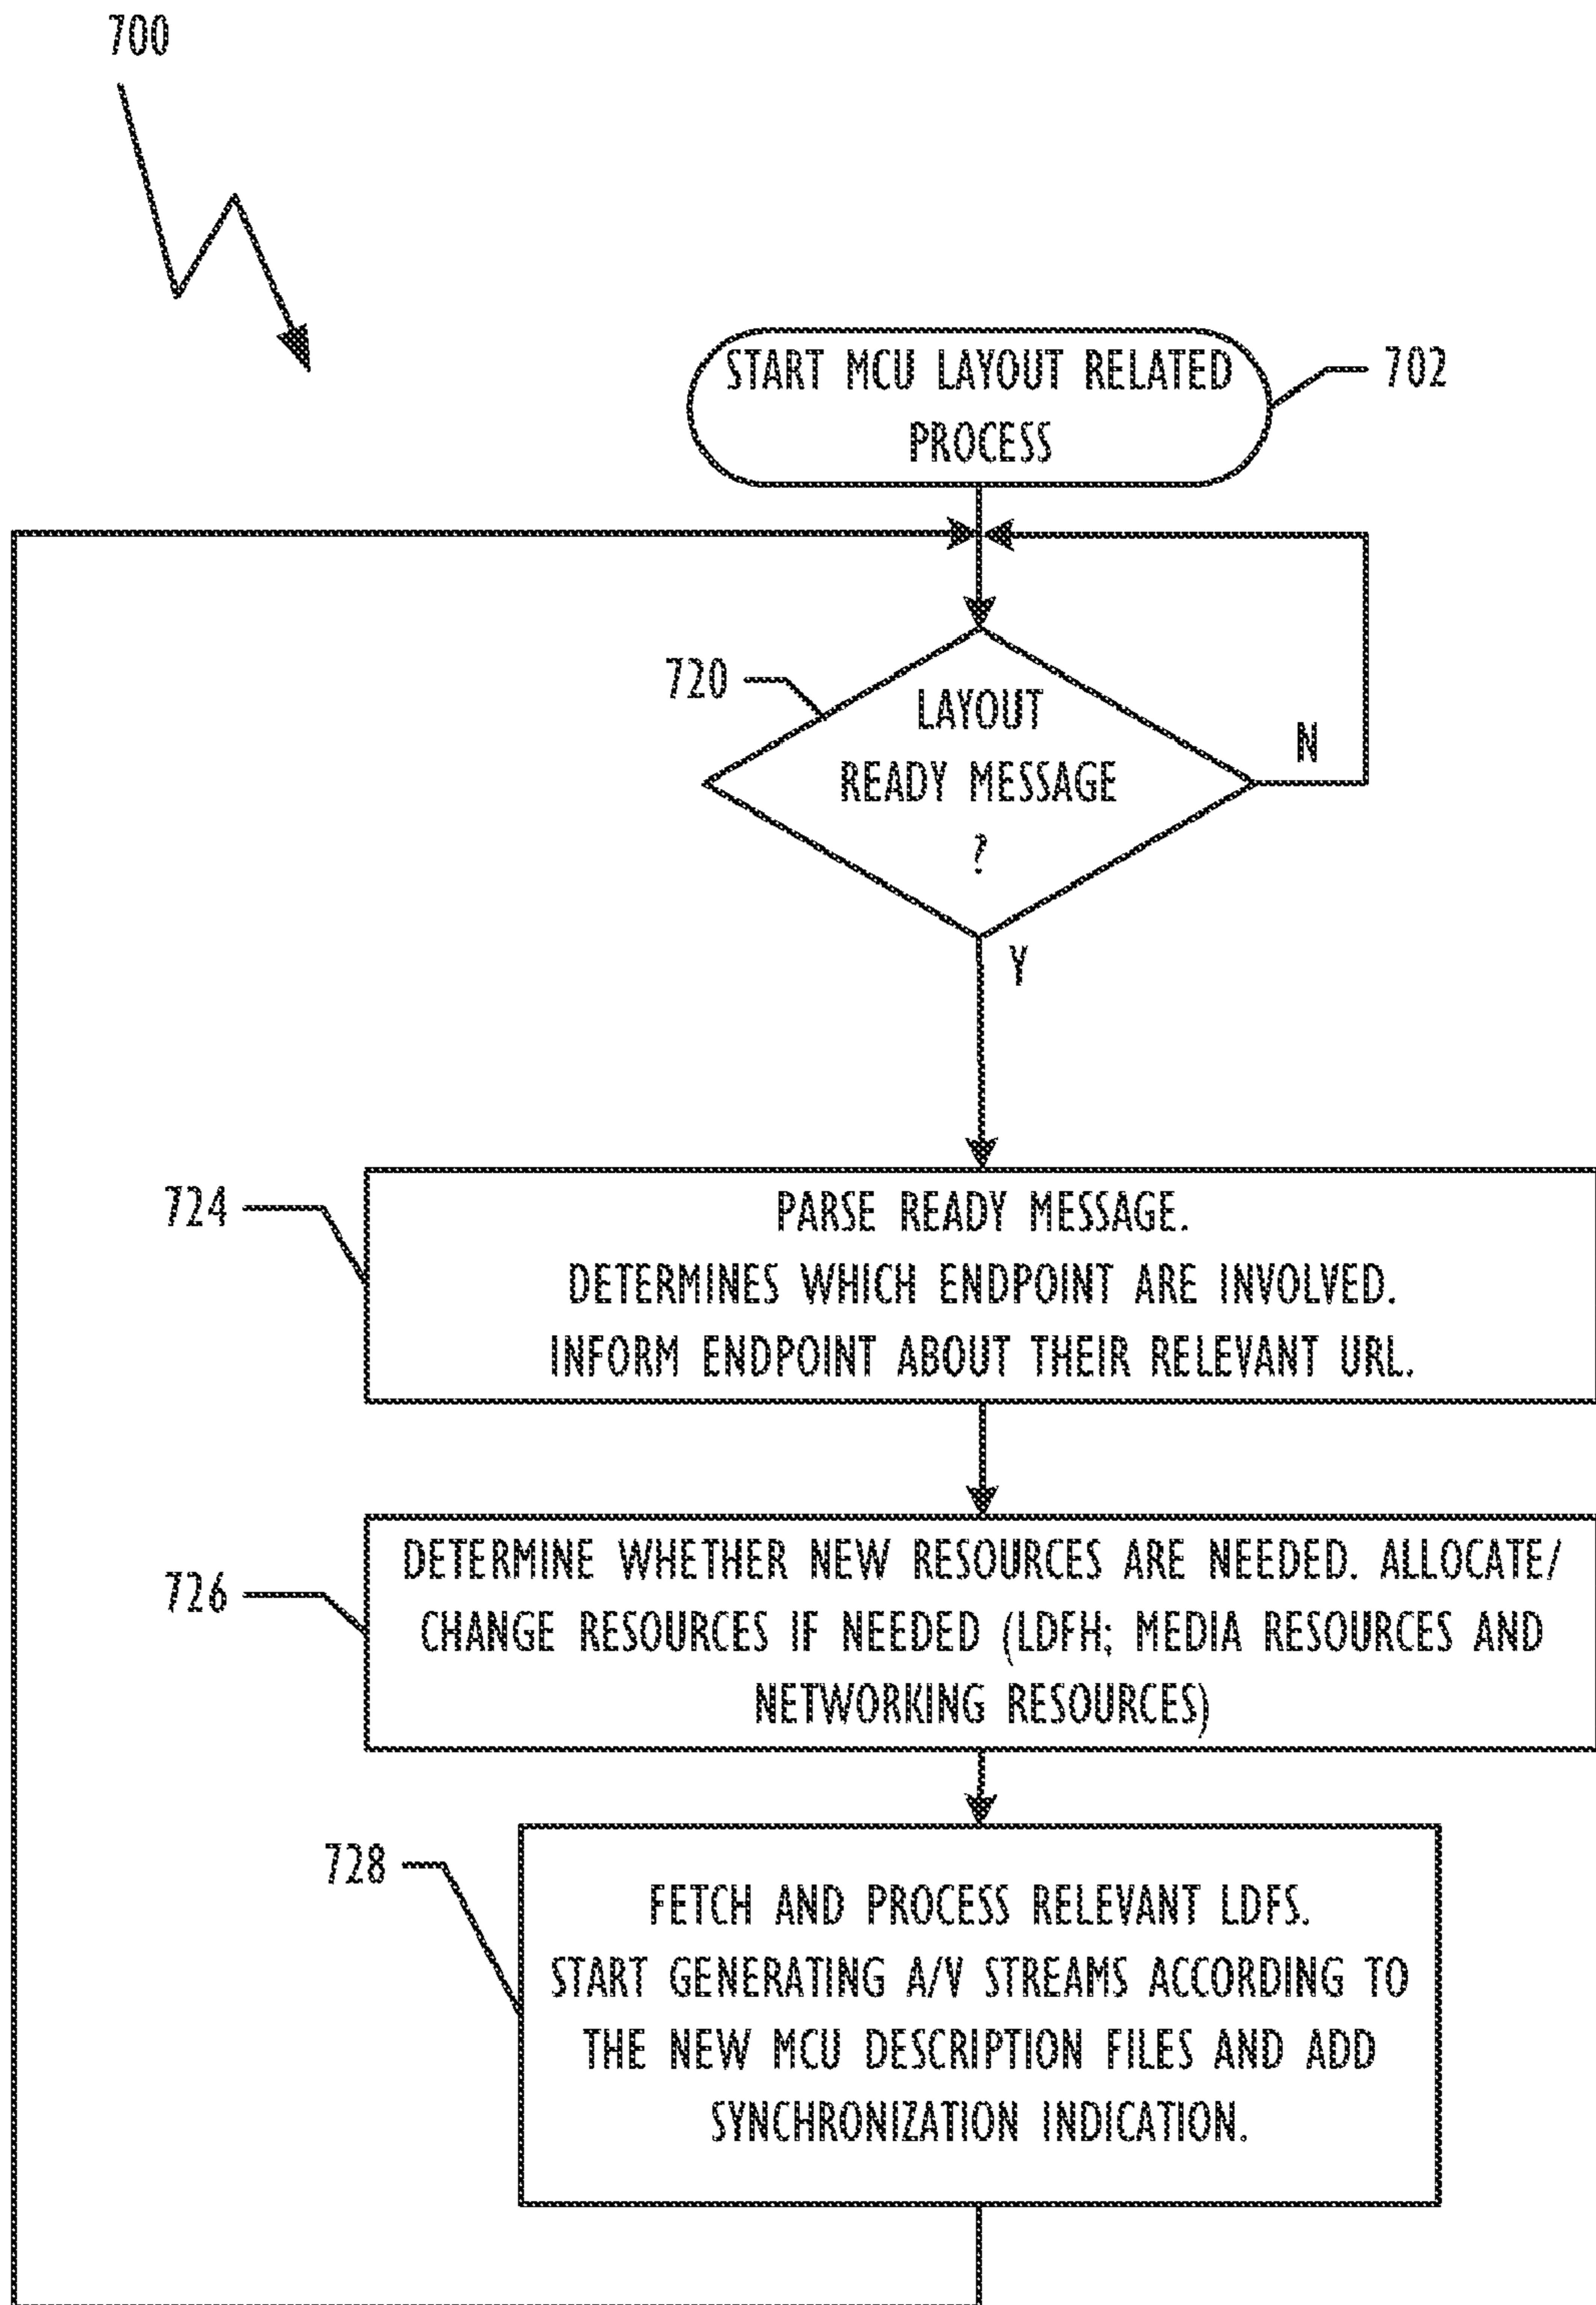 700
START MCU LAYOUT RELATED
PROCESS
702
720
LAYOUT
READY MESSAGE
?
N
Y
724
PARSE READY MESSAGE.
DETERMINES WHICH ENDPOINT ARE INVOLVED.
INFORM ENDPOINT ABOUT THEIR RELEVANT URL.
726
DETERMINE WHETHER NEW RESOURCES ARE NEEDED. ALLOCATE/
CHANGE RESOURCES IF NEEDED (LDFH; MEDIA RESOURCES AND
NETWORKING RESOURCES)
728
FETCH AND PROCESS RELEVANT LDFS.
START GENERATING A/V STREAMS ACCORDING TO
THE NEW MCU DESCRIPTION FILES AND ADD
SYNCHRONIZATION INDICATION.